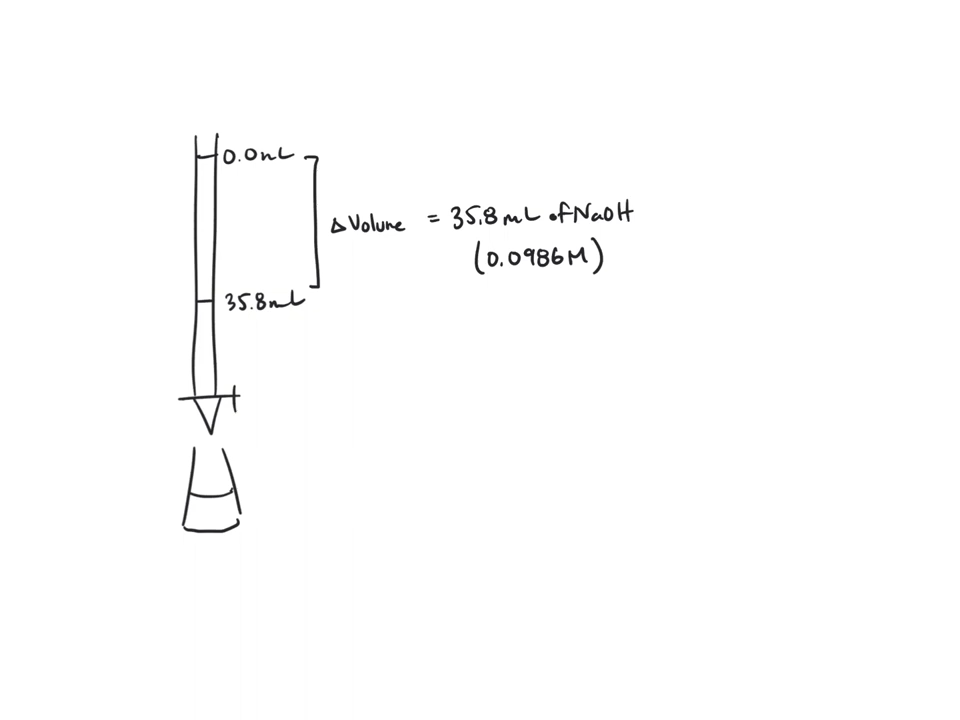 0.0mL
ΔVolume = 35.8mL of NaOH
(0.0986M)
35.8mL